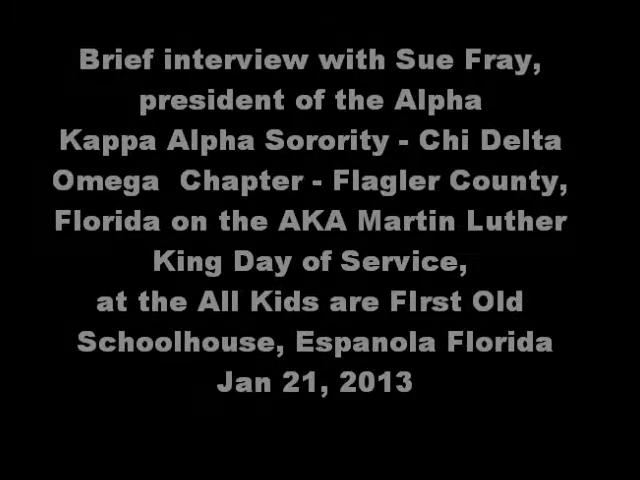 Brief interview with Sue Fray,
president of the Alpha
Kappa Alpha Sorority - Chi Delta
Omega Chapter - Flagler County,
Florida on the AKA Martin Luther
King Day of Service,
at the All Kids are FIrst Old
Schoolhouse, Espanola Florida
Jan 21, 2013